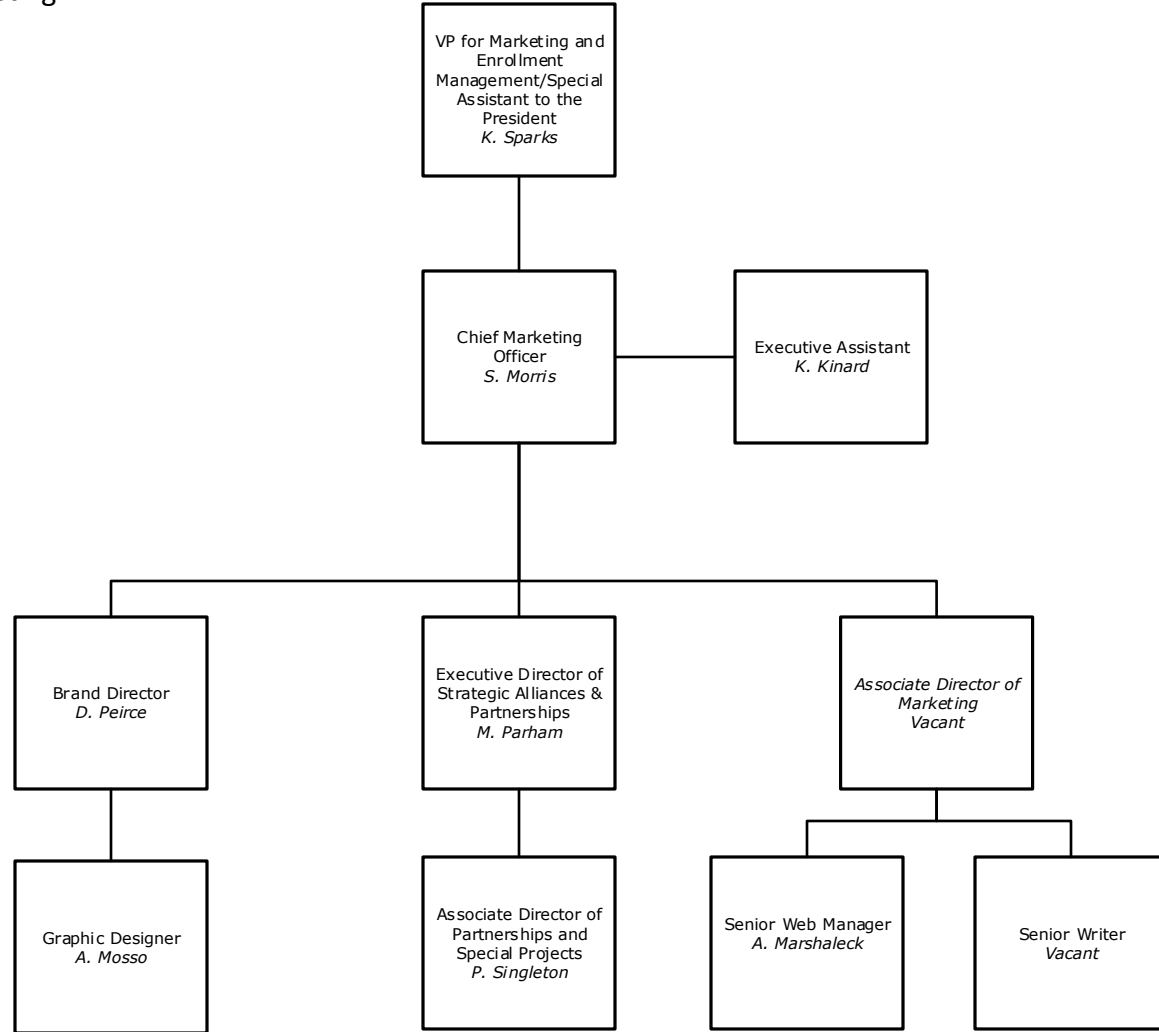 VP for Marketing and
Enrollment
Management/Special
Assistant to the
President
K. Sparks
Chief Marketing
Officer
S. Morris
Executive Assistant
K. Kinard
Brand Director
D. Peirce
Executive Director of
Strategic Alliances &
Partnerships
M. Parham
Associate Director of
Marketing
Vacant
Graphic Designer
A. Mosso
Associate Director of
Partnerships and
Special Projects
P. Singleton
Senior Web Manager
A. Marshaleck
Senior Writer
Vacant